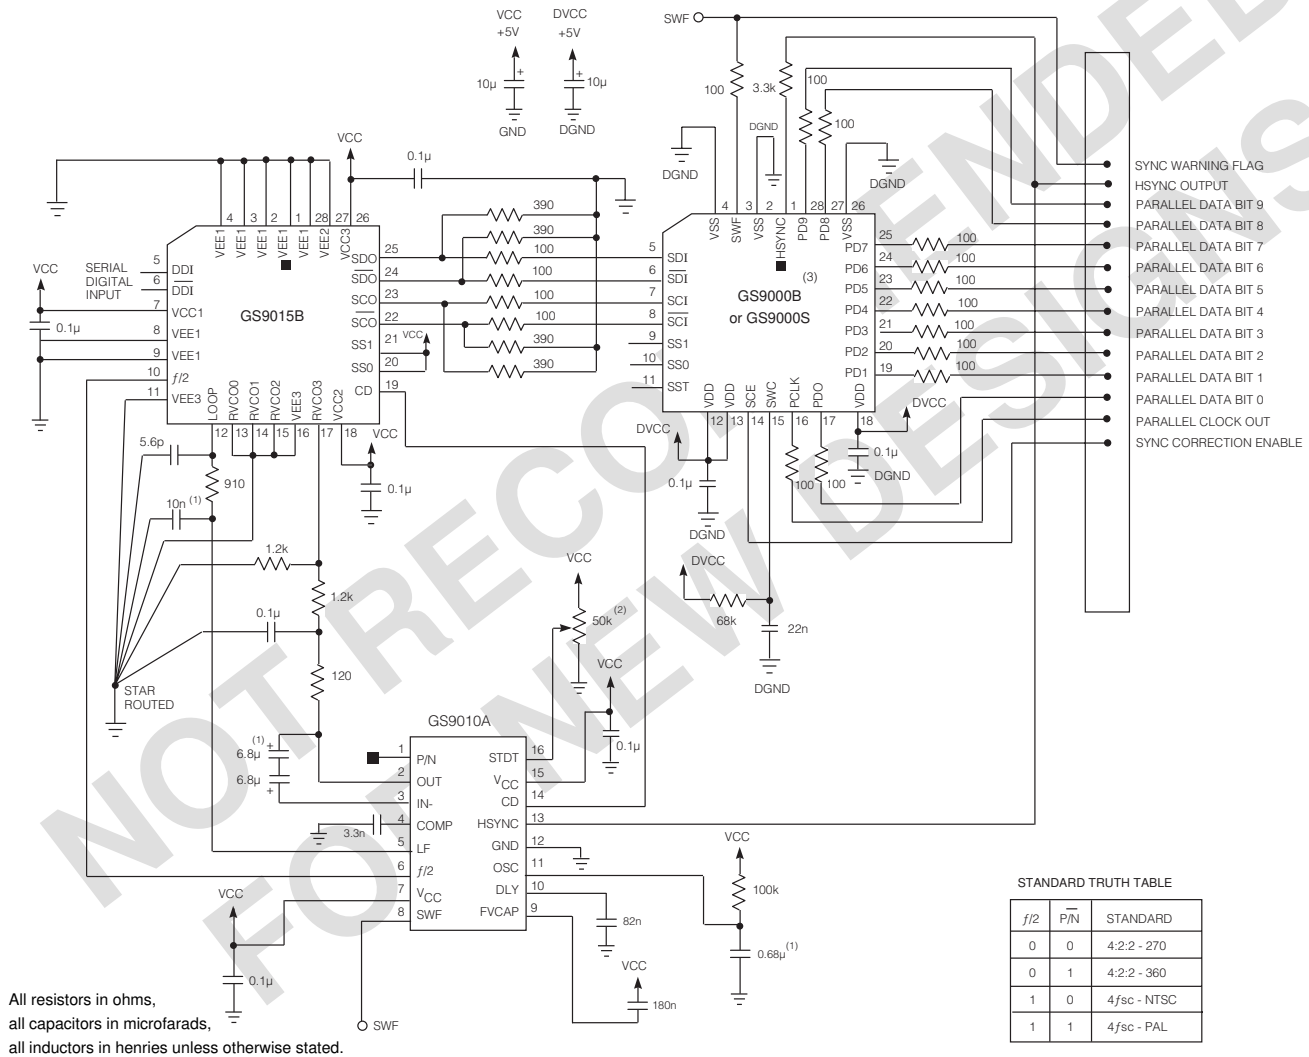 VCC
+5V
10µ
+
GND
DVCC
+5V
+
10µ
DGND
SWF
100
3.3k
100
100
DGND
DGND
DGND
VCC
0.1µ
4 3 2 1 28 27 26
VEE1 VEE1 VEE1 VEE1 VEE1 VEE2 VCC3
GS9015B
SERIAL
DIGITAL
INPUT
5 DDI
6 DDI
VCC
0.1µ
7 VCC1
8 VEE1
9 VEE1
10 ƒ/2
11 VEE3
25 SDO
24 SDO
23 SCO
22 SCO
21 SS1
20 SS0
19 CD
VCC
LOOP RVCO0 RVCO1 RVCO2 VEE3 RVCO3 VCC2
12 13 14 15 16 17 18
VCC
0.1µ
390
390
100
100
100
100
390
390
4 3 2 1 28 27 26
VSS SWF VSS HSYNC PD9 PD8 VSS
(3)
GS9000B
or GS9000S
5 SDI
6 SDI
7 SCI
8 SCI
9 SS1
10 SS0
11 SST
25 PD7 100
24 PD6 100
23 PD5 100
22 PD4 100
21 PD3 100
20 PD2 100
19 PD1 100
VDD VDD SCE SWC PCLK PDO VDD
12 13 14 15 16 17 18
DVCC
0.1µ
DGND
DVCC
0.1µ
DGND
100
100
DVCC
68k
22n
DGND
SYNC WARNING FLAG
HSYNC OUTPUT
PARALLEL DATA BIT 9
PARALLEL DATA BIT 8
PARALLEL DATA BIT 7
PARALLEL DATA BIT 6
PARALLEL DATA BIT 5
PARALLEL DATA BIT 4
PARALLEL DATA BIT 3
PARALLEL DATA BIT 2
PARALLEL DATA BIT 1
PARALLEL DATA BIT 0
PARALLEL CLOCK OUT
SYNC CORRECTION ENABLE
5.6p
910
10n (1)
1.2k
1.2k
0.1µ
120
STAR
ROUTED
(1)
6.8µ +
6.8µ +
VCC
50k (2)
VCC
0.1µ
GS9010A
1 P/N
2 OUT
3 IN-
4 COMP
5 LF
6 ƒ/2
7 VCC
8 SWF
STDT 16
VCC 15
CD 14
HSYNC 13
GND 12
OSC 11
DLY 10
FVCAP 9
3.3n
VCC
0.1µ
SWF
82n
VCC
180n
VCC
100k
0.68µ (1)
STANDARD TRUTH TABLE
ƒ/2 P/N STANDARD
0 0 4:2:2 - 270
0 1 4:2:2 - 360
1 0 4ƒsc - NTSC
1 1 4ƒsc - PAL
All resistors in ohms,
all capacitors in microfarads,
all inductors in henries unless otherwise stated.
NOT RECOMMENDED
FOR NEW DESIGNS